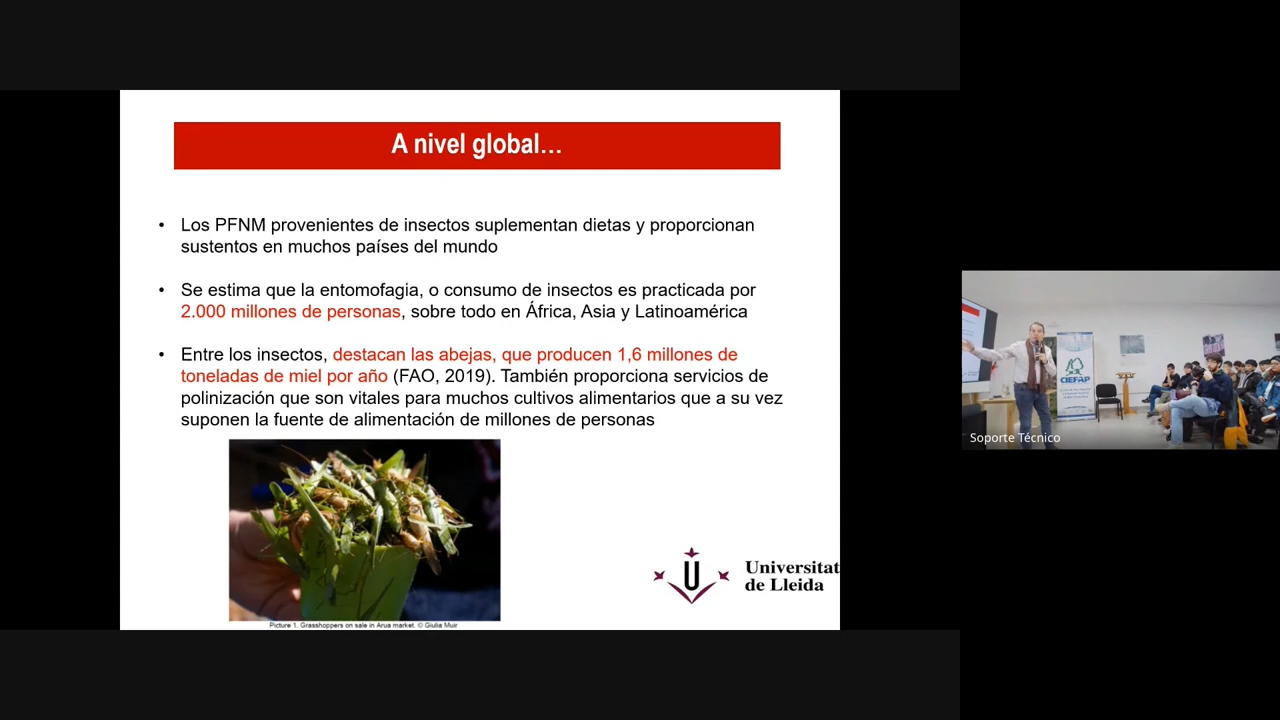 A nivel global…
• Los PFNM provenientes de insectos suplementan dietas y proporcionan
sustentos en muchos países del mundo
• Se estima que la entomofagia, o consumo de insectos es practicada por
2.000 millones de personas, sobre todo en África, Asia y Latinoamérica
• Entre los insectos, destacan las abejas, que producen 1,6 millones de
toneladas de miel por año (FAO, 2019). También proporciona servicios de
polinización que son vitales para muchos cultivos alimentarios que a su vez
suponen la fuente de alimentación de millones de personas
Picture 1. Grasshoppers on sale in Arua market. © Giulia Muir
U
Universitat
de Lleida
CIEFAP
Soporte Técnico